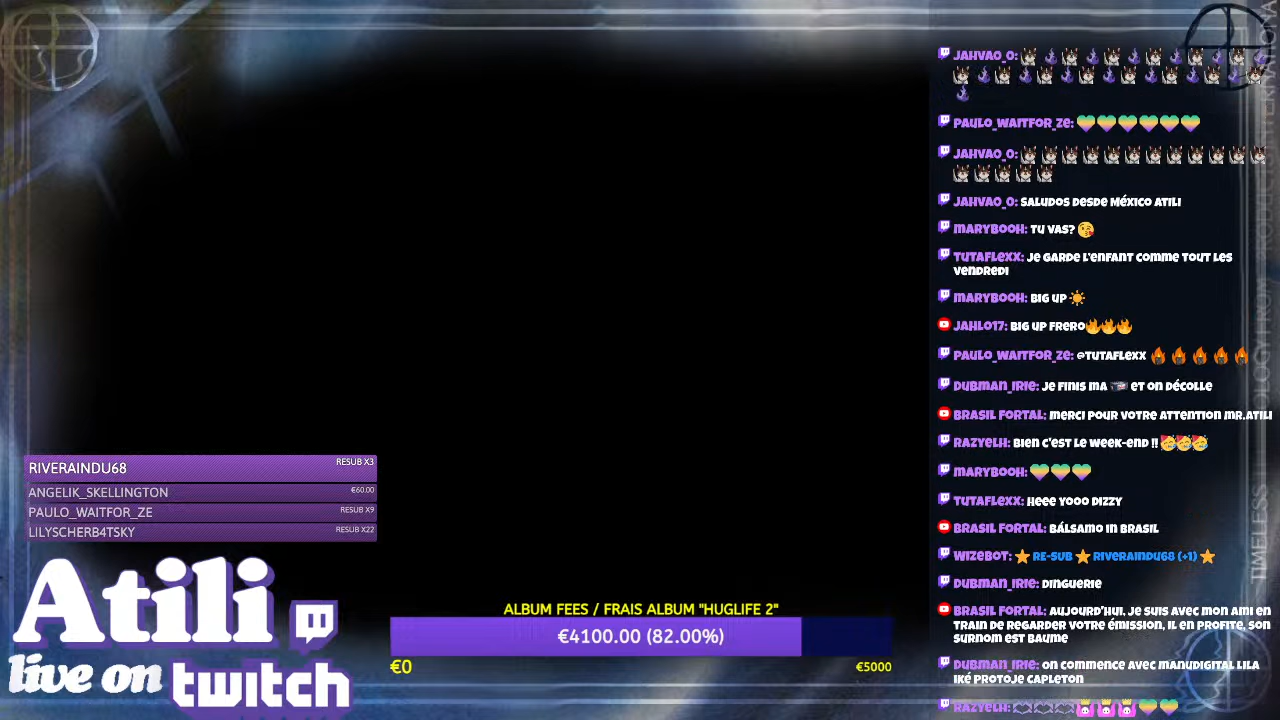 JAHVAO_O:
PAULO_WAITFOR_ZE:
JAHVAO_O:
JAHVAO_O: SALUDOS DESDE MÉXICO ATILI
MARYBOOH: TU VAS?
TUTAFLEXX: JE GARDE L'ENFANT COMME TOUT LES
VENDREDI
MARYBOOH: BIG UP
JAHLO17: BIG UP FRERO
PAULO_WAITFOR_ZE: @TUTAFLEXX
DUBMAN_IRIE: JE FINIS MA ET ON DÉCOLLE
BRASIL FORTAL: MERCI POUR VOTRE ATTENTION MR.ATILI
RAZYELH: BIEN C'EST LE WEEK-END !!
MARYBOOH:
TUTAFLEXX: HEEE YOOO DIZZY
BRASIL FORTAL: BÁLSAMO IN BRASIL
WIZEBOT: RE-SUB RIVERAINDU68 (+1)
DUBMAN_IRIE: DINGUERIE
BRASIL FORTAL: AUJOURD'HUI, JE SUIS AVEC MON AMI EN
TRAIN DE REGARDER VOTRE ÉMISSION, IL EN PROFITE, SON
SURNOM EST BAUME
DUBMAN_IRIE: ON COMMENCE AVEC MANUDIGITAL LILA
IKÉ PROTOJE CAPLETON
RAZYELH:
RIVERAINDU68 RESUB X3
ANGELIK_SKELLINGTON €60.00
PAULO_WAITFOR_ZE RESUB X9
LILYSCHERB4TSKY RESUB X22
Atili
live on twitch
ALBUM FEES / FRAIS ALBUM "HUGLIFE 2"
€4100.00 (82.00%)
€0 €5000